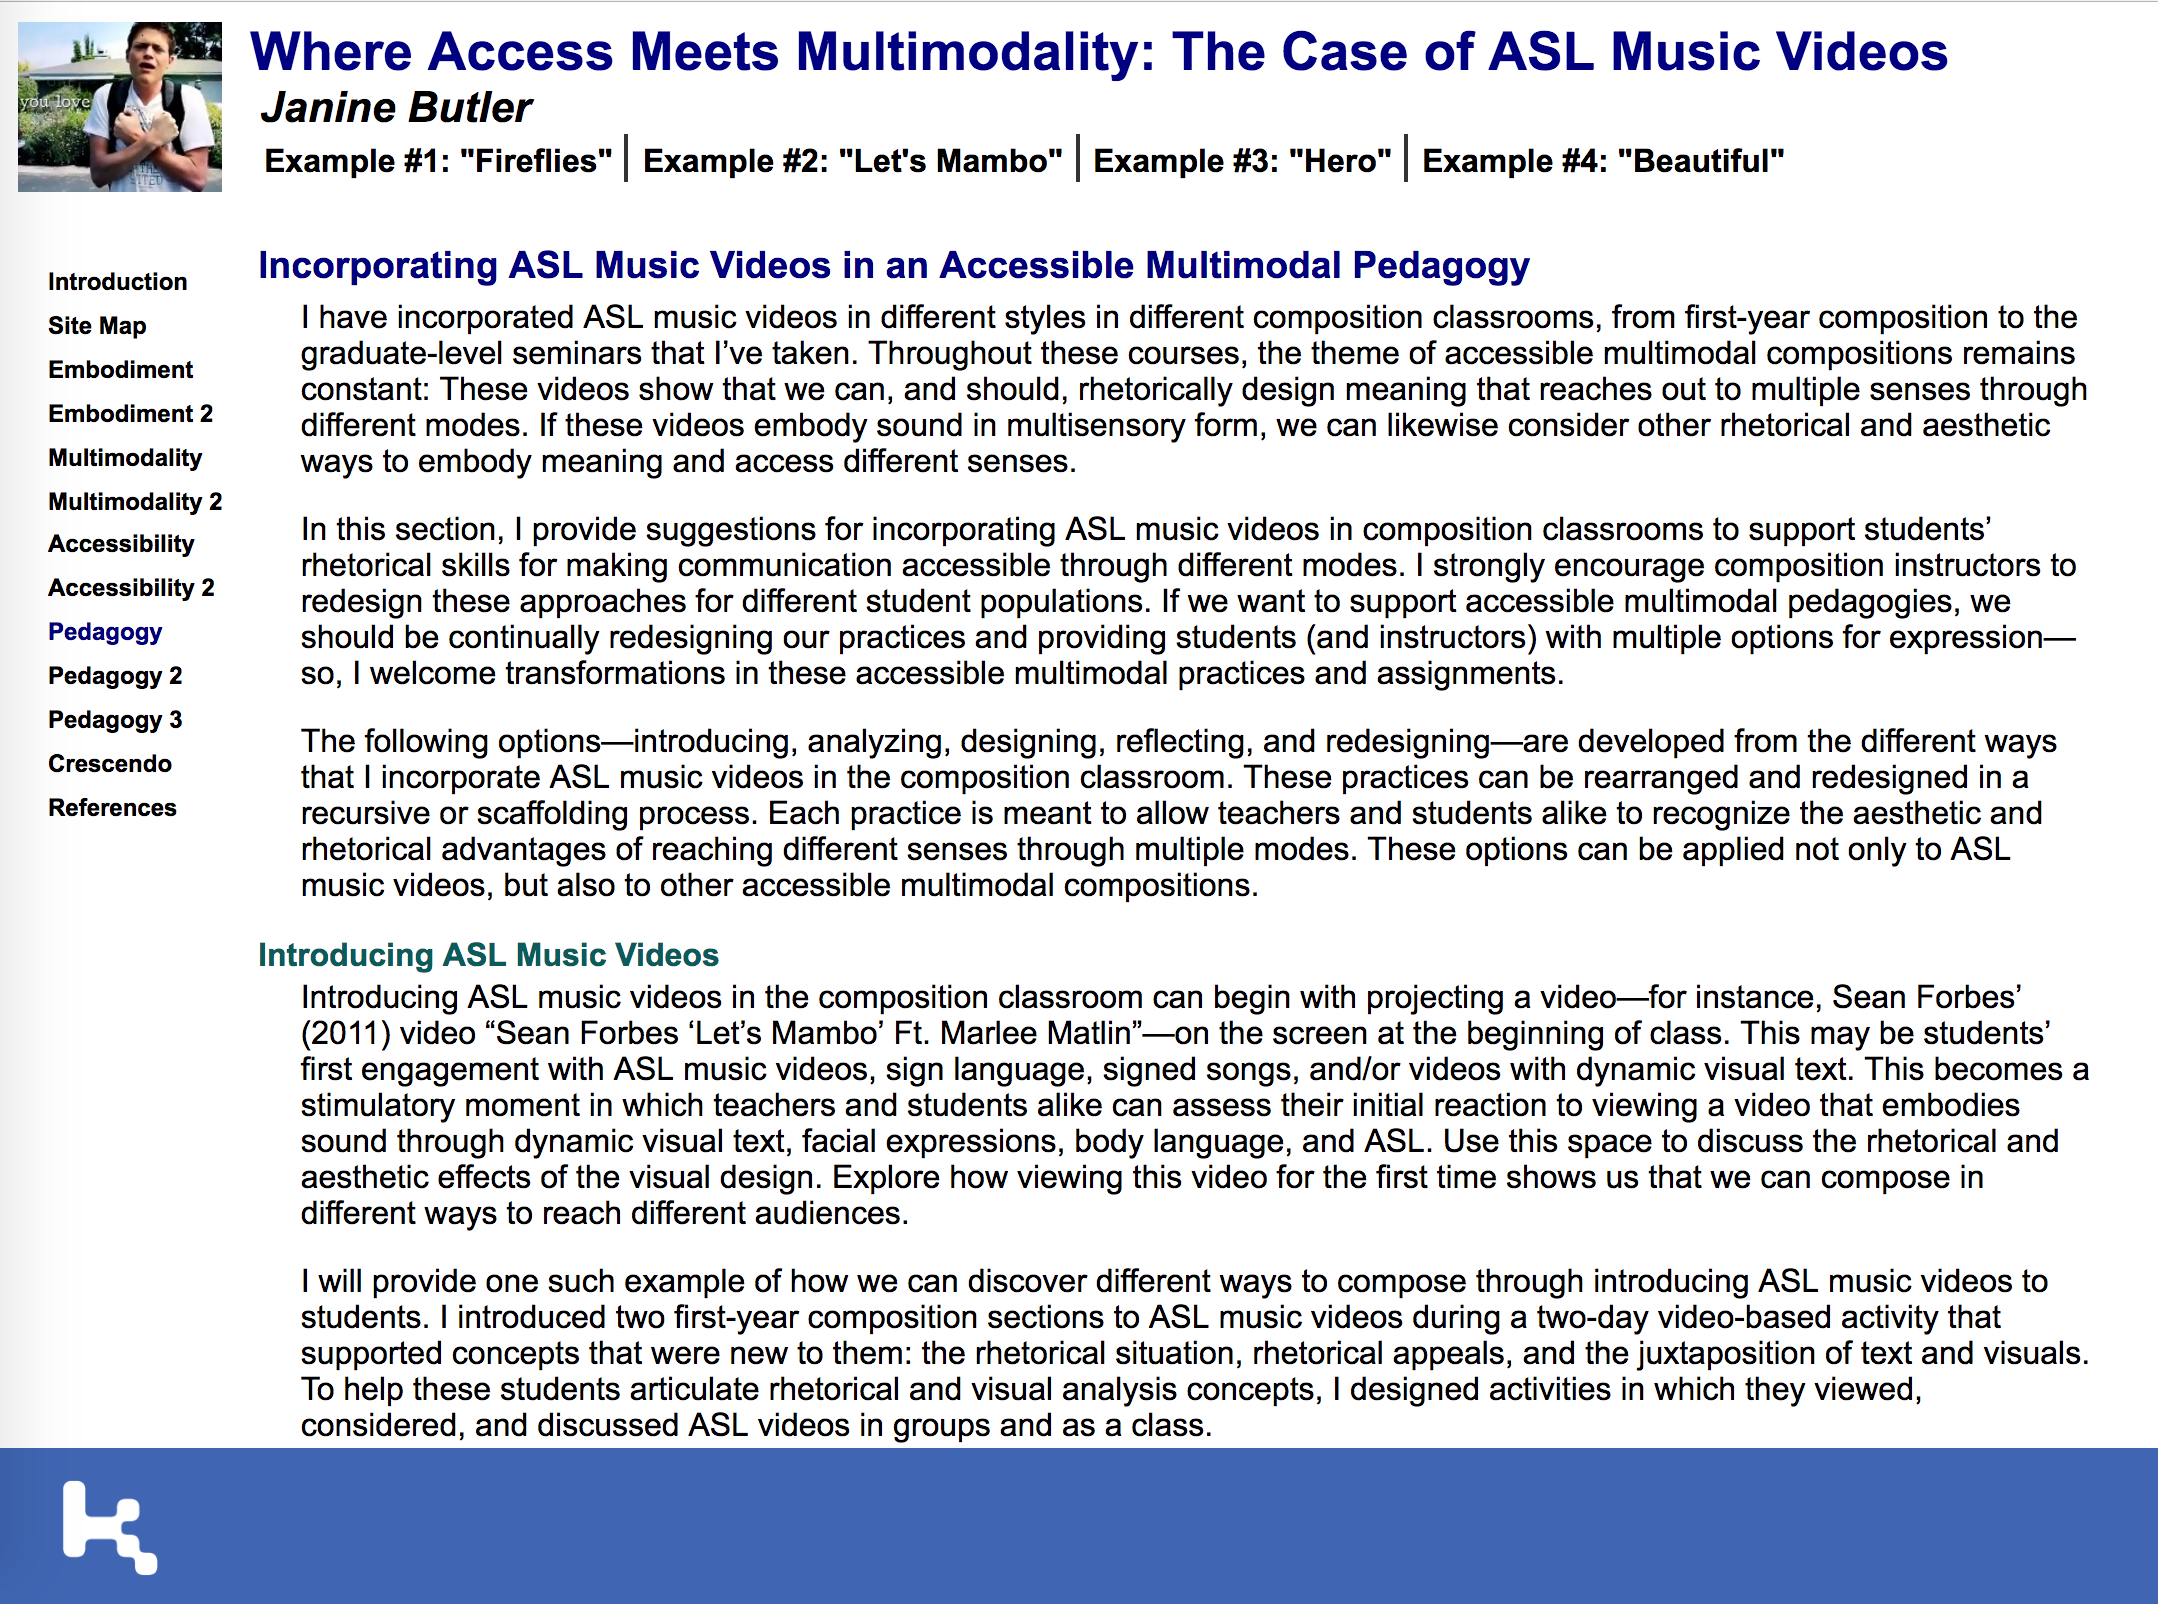 Where Access Meets Multimodality: The Case of ASL Music Videos
Janine Butler
Example #1: "Fireflies" Example #2: "Let's Mambo" Example #3: "Hero" Example #4: "Beautiful"
you love
Introduction
Site Map
Embodiment
Embodiment 2
Multimodality
Multimodality 2
Accessibility
Accessibility 2
Pedagogy
Pedagogy 2
Pedagogy 3
Crescendo
References
Incorporating ASL Music Videos in an Accessible Multimodal Pedagogy
I have incorporated ASL music videos in different styles in different composition classrooms, from first-year composition to the
graduate-level seminars that I’ve taken. Throughout these courses, the theme of accessible multimodal compositions remains
constant: These videos show that we can, and should, rhetorically design meaning that reaches out to multiple senses through
different modes. If these videos embody sound in multisensory form, we can likewise consider other rhetorical and aesthetic
ways to embody meaning and access different senses.
In this section, I provide suggestions for incorporating ASL music videos in composition classrooms to support students’
rhetorical skills for making communication accessible through different modes. I strongly encourage composition instructors to
redesign these approaches for different student populations. If we want to support accessible multimodal pedagogies, we
should be continually redesigning our practices and providing students (and instructors) with multiple options for expression—
so, I welcome transformations in these accessible multimodal practices and assignments.
The following options—introducing, analyzing, designing, reflecting, and redesigning—are developed from the different ways
that I incorporate ASL music videos in the composition classroom. These practices can be rearranged and redesigned in a
recursive or scaffolding process. Each practice is meant to allow teachers and students alike to recognize the aesthetic and
rhetorical advantages of reaching different senses through multiple modes. These options can be applied not only to ASL
music videos, but also to other accessible multimodal compositions.
Introducing ASL Music Videos
Introducing ASL music videos in the composition classroom can begin with projecting a video—for instance, Sean Forbes’
(2011) video “Sean Forbes ‘Let’s Mambo’ Ft. Marlee Matlin”—on the screen at the beginning of class. This may be students’
first engagement with ASL music videos, sign language, signed songs, and/or videos with dynamic visual text. This becomes a
stimulatory moment in which teachers and students alike can assess their initial reaction to viewing a video that embodies
sound through dynamic visual text, facial expressions, body language, and ASL. Use this space to discuss the rhetorical and
aesthetic effects of the visual design. Explore how viewing this video for the first time shows us that we can compose in
different ways to reach different audiences.
I will provide one such example of how we can discover different ways to compose through introducing ASL music videos to
students. I introduced two first-year composition sections to ASL music videos during a two-day video-based activity that
supported concepts that were new to them: the rhetorical situation, rhetorical appeals, and the juxtaposition of text and visuals.
To help these students articulate rhetorical and visual analysis concepts, I designed activities in which they viewed,
considered, and discussed ASL videos in groups and as a class.